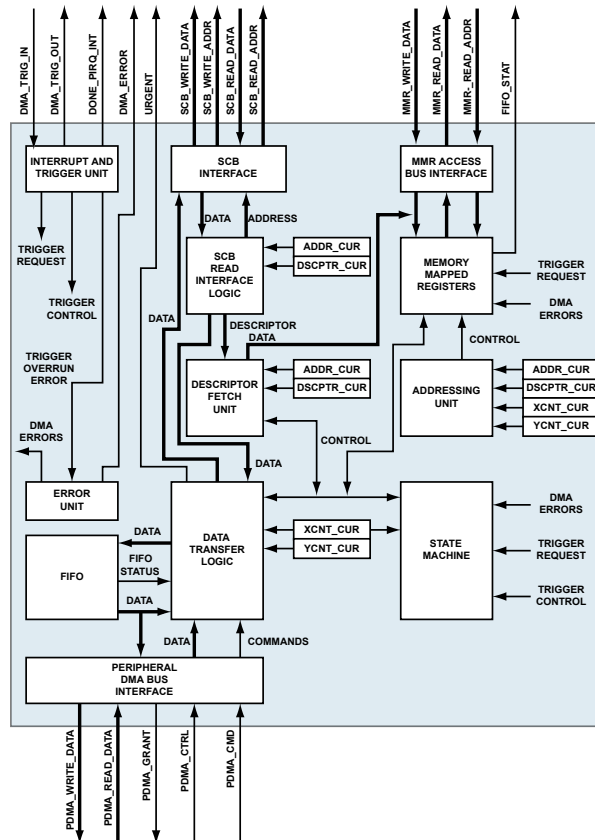 DMA_TRIG_IN
DMA_TRIG_OUT
DONE_PIRQ_INT
DMA_ERROR
URGENT
SCB_WRITE_DATA
SCB_WRITE_ADDR
SCB_READ_DATA
SCB_READ_ADDR
MMR_WRITE_DATA
MMR_READ_DATA
MMR-_READ_ADDR
FIFO_STAT
INTERRUPT AND
TRIGGER UNIT
SCB
INTERFACE
MMR ACCESS
BUS INTERFACE
DATA
ADDRESS
TRIGGER
REQUEST
SCB
READ
INTERFACE
LOGIC
ADDR_CUR
DSCPTR_CUR
MEMORY
MAPPED
REGISTERS
TRIGGER
REQUEST
DMA
ERRORS
TRIGGER
CONTROL
DATA
DESCRIPTOR
DATA
CONTROL
TRIGGER
OVERRUN
ERROR
DESCRIPTOR
FETCH
UNIT
ADDR_CUR
DSCPTR_CUR
ADDRESSING
UNIT
ADDR_CUR
DSCPTR_CUR
XCNT_CUR
YCNT_CUR
DMA
ERRORS
CONTROL
DATA
ERROR
UNIT
DATA
TRANSFER
LOGIC
XCNT_CUR
YCNT_CUR
STATE
MACHINE
DMA
ERRORS
TRIGGER
REQUEST
TRIGGER
CONTROL
DATA
FIFO
FIFO
STATUS
DATA
DATA
COMMANDS
PERIPHERAL
DMA BUS
INTERFACE
PDMA_WRITE_DATA
PDMA_READ_DATA
PDMA_GRANT
PDMA_CTRL
PDMA_CMD